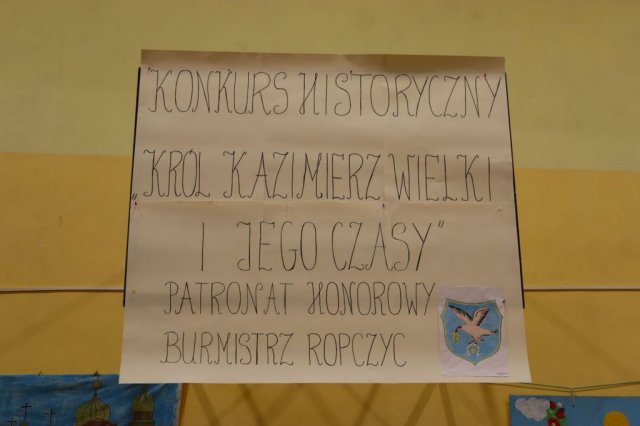 KONKURS HISTORYCZNY
„KRÓL KAZIMIERZ WIELKI
I JEGO CZASY"
PATRONAT HONOROWY
BURMISTRZ ROPCZYC